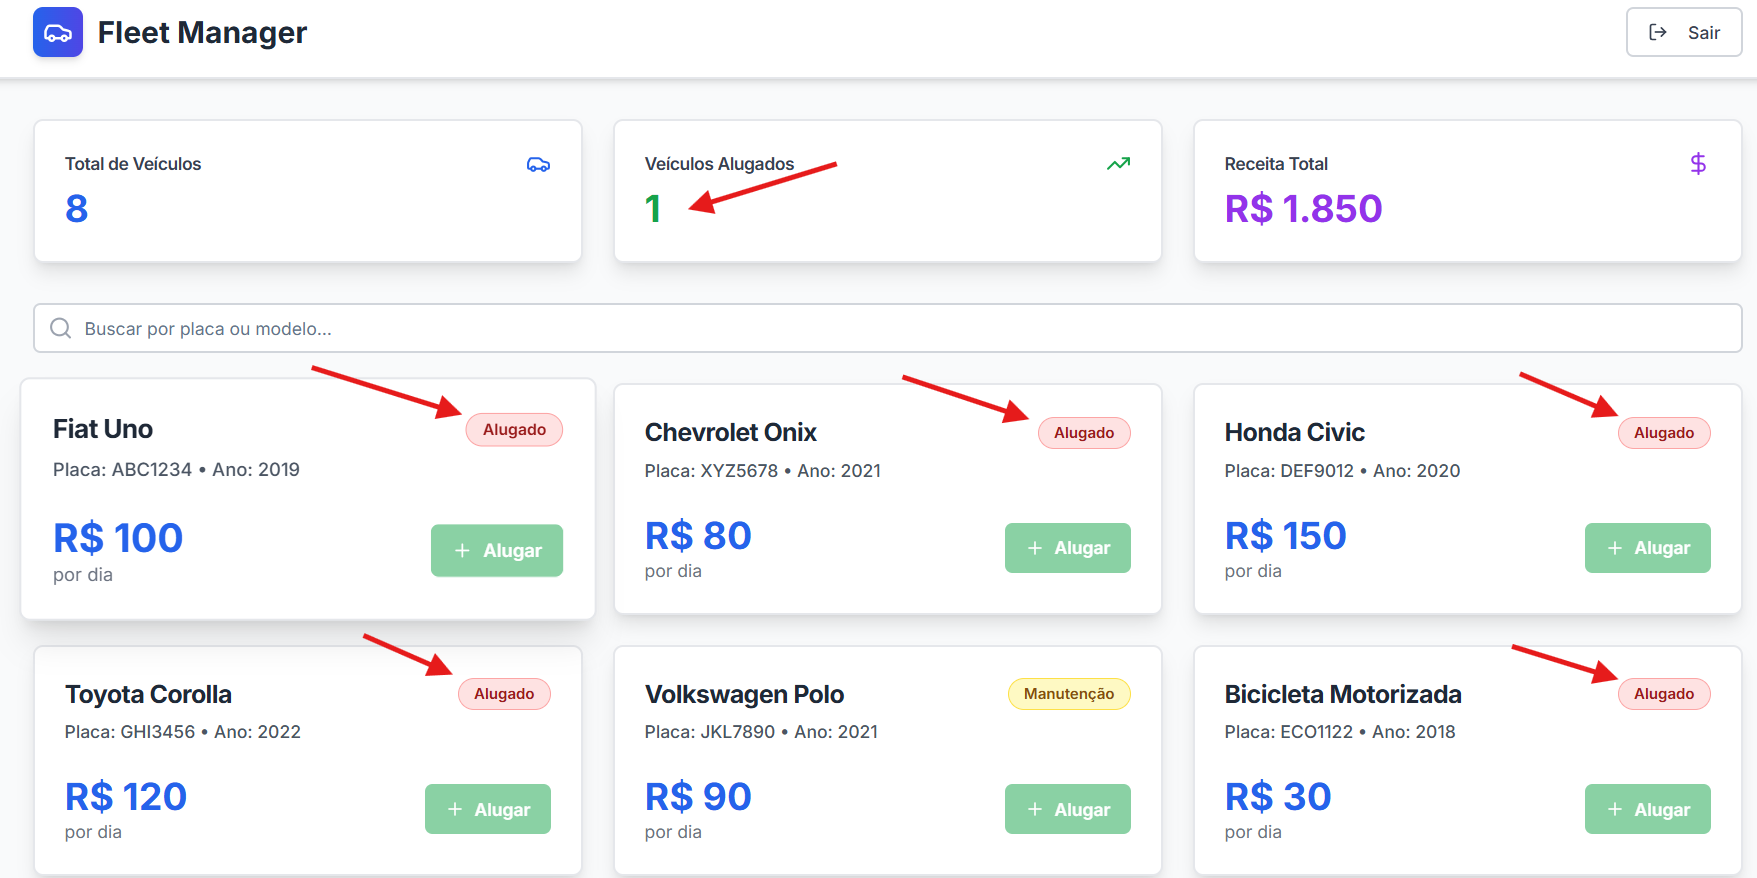 Fleet Manager
Sair
Total de Veículos
8
Veículos Alugados
1
Receita Total
R$ 1.850
Buscar por placa ou modelo...
Fiat Uno
Alugado
Placa: ABC1234 • Ano: 2019
R$ 100
por dia
+ Alugar
Chevrolet Onix
Alugado
Placa: XYZ5678 • Ano: 2021
R$ 80
por dia
+ Alugar
Honda Civic
Alugado
Placa: DEF9012 • Ano: 2020
R$ 150
por dia
+ Alugar
Toyota Corolla
Alugado
Placa: GHI3456 • Ano: 2022
R$ 120
por dia
+ Alugar
Volkswagen Polo
Manutenção
Placa: JKL7890 • Ano: 2021
R$ 90
por dia
+ Alugar
Bicicleta Motorizada
Alugado
Placa: ECO1122 • Ano: 2018
R$ 30
por dia
+ Alugar